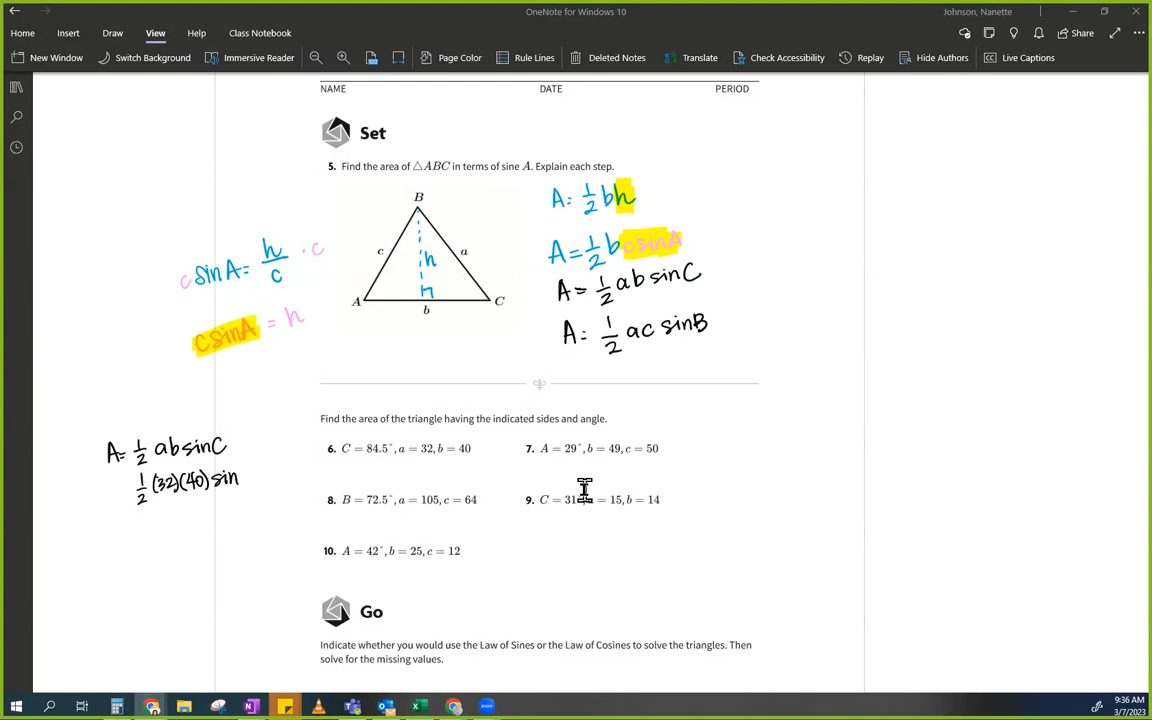 OneNote for Windows 10
Johnson, Nanette
Home Insert Draw View Help Class Notebook
Share
New Window Switch Background Immersive Reader Page Color Rule Lines Deleted Notes Translate Check Accessibility Replay Hide Authors Live Captions
NAME DATE PERIOD
Set
5. Find the area of △ABC in terms of sine A. Explain each step.
A = 1/2 bh
B
A = 1/2 b csinA
c sinA = h/c · c
c
h
a
A = 1/2 ab sinC
A
C
b
csinA = h
A = 1/2 ac sinB
Find the area of the triangle having the indicated sides and angle.
A = 1/2 ab sinC
6. C = 84.5°, a = 32, b = 40
7. A = 29°, b = 49, c = 50
1/2 (32)(40) sin
8. B = 72.5°, a = 105, c = 64
9. C = 31 = 15, b = 14
10. A = 42°, b = 25, c = 12
Go
Indicate whether you would use the Law of Sines or the Law of Cosines to solve the triangles. Then
solve for the missing values.
9:36 AM
3/7/2023